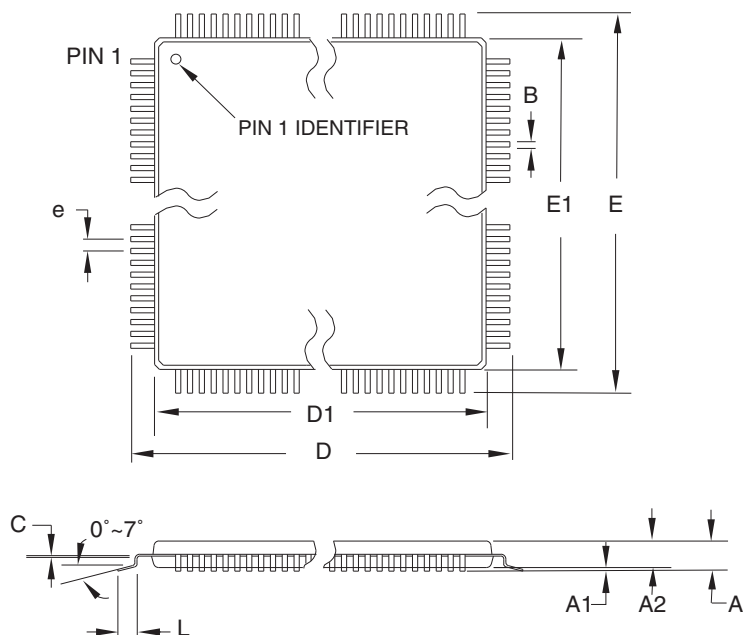 PIN 1
PIN 1 IDENTIFIER
B
e
E1
E
D1
D
C
0°~7°
L
A1
A2
A